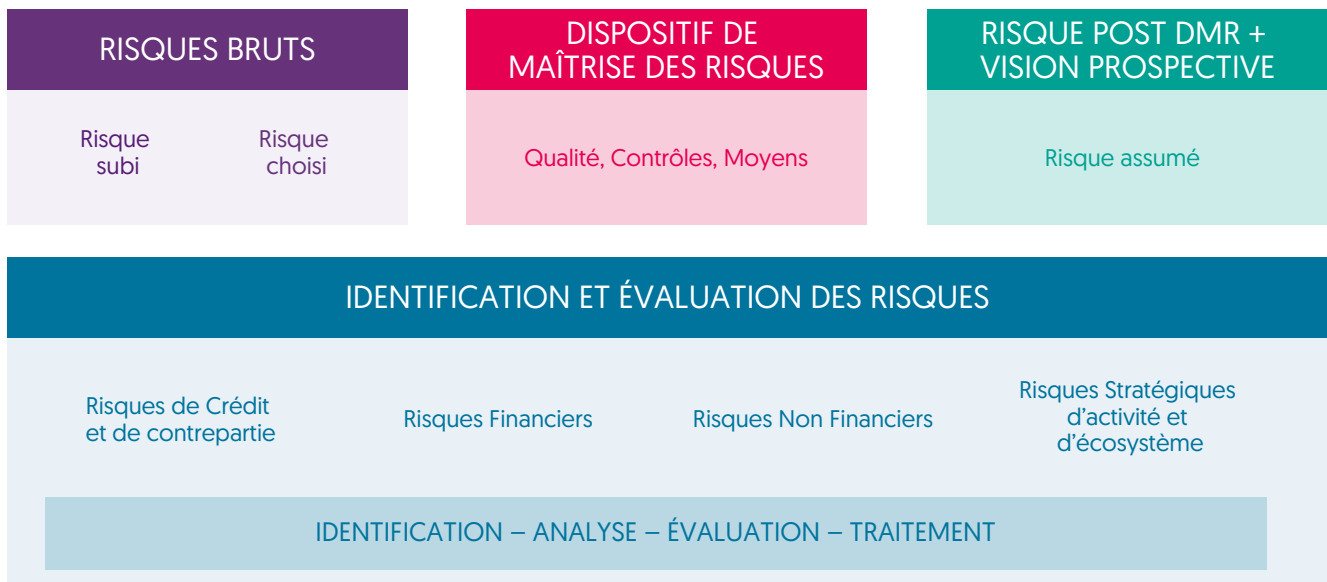 RISQUES BRUTS
Risque
subi
Risque
choisi
DISPOSITIF DE
MAÎTRISE DES RISQUES
Qualité, Contrôles, Moyens
RISQUE POST DMR +
VISION PROSPECTIVE
Risque assumé
IDENTIFICATION ET ÉVALUATION DES RISQUES
Risques de Crédit
et de contrepartie
Risques Financiers
Risques Non Financiers
Risques Stratégiques
d’activité et
d’écosystème
IDENTIFICATION – ANALYSE – ÉVALUATION – TRAITEMENT